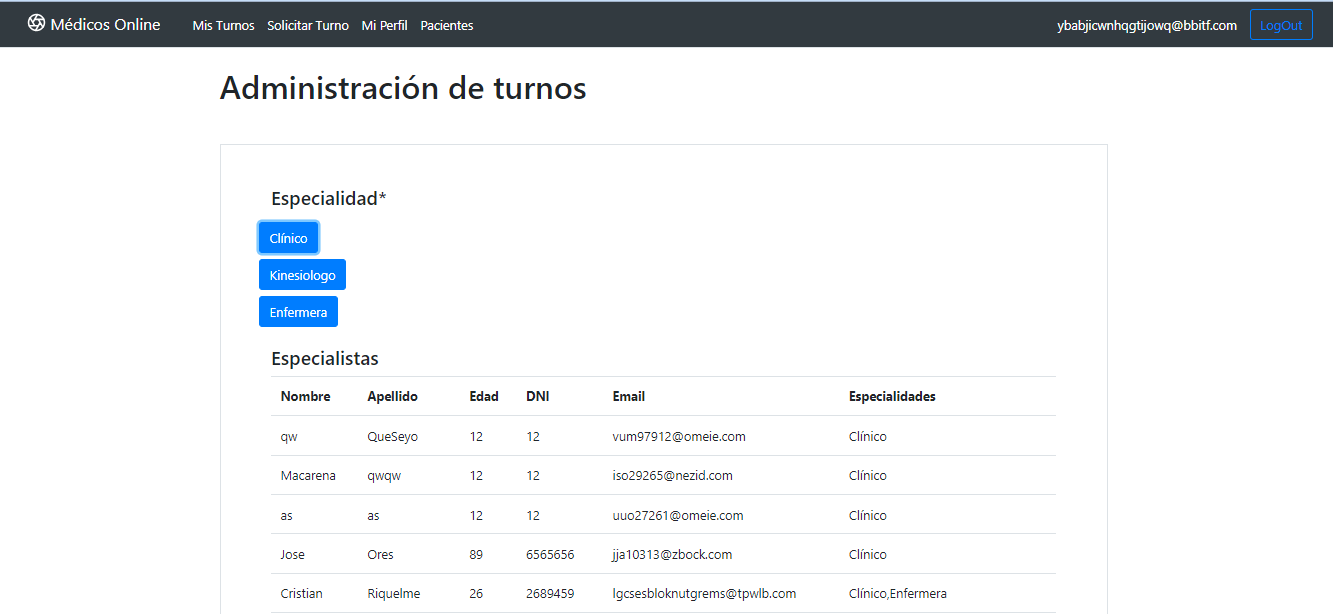 Médicos Online Mis Turnos Solicitar Turno Mi Perfil Pacientes ybabjicwnhqgtijowq@bbitf.com LogOut
Administración de turnos
Especialidad*
Clínico
Kinesiologo
Enfermera
Especialistas
Nombre Apellido Edad DNI Email Especialidades
qw QueSeyo 12 12 vum97912@omeie.com Clínico
Macarena qwqw 12 12 iso29265@nezid.com Clínico
as as 12 12 uuo27261@omeie.com Clínico
Jose Ores 89 6565656 jja10313@zbock.com Clínico
Cristian Riquelme 26 2689459 lgcsesbloknutgrems@tpwlb.com Clínico,Enfermera